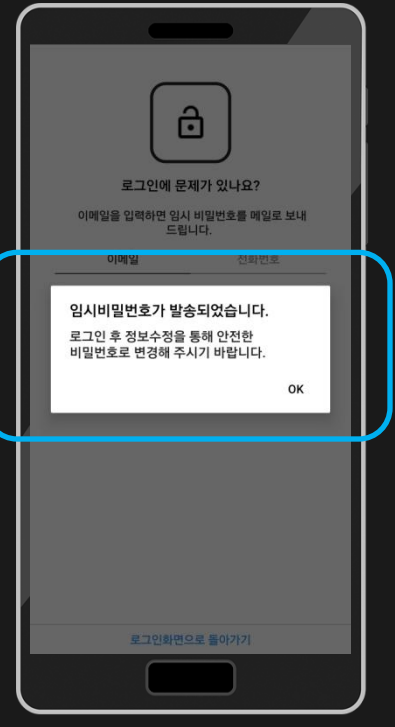 로그인에 문제가 있나요?
이메일을 입력하면 임시 비밀번호를 메일로 보내
드립니다.
이메일
전화번호
임시비밀번호가 발송되었습니다.
로그인 후 정보수정을 통해 안전한
비밀번호로 변경해 주시기 바랍니다.
OK
로그인화면으로 돌아가기